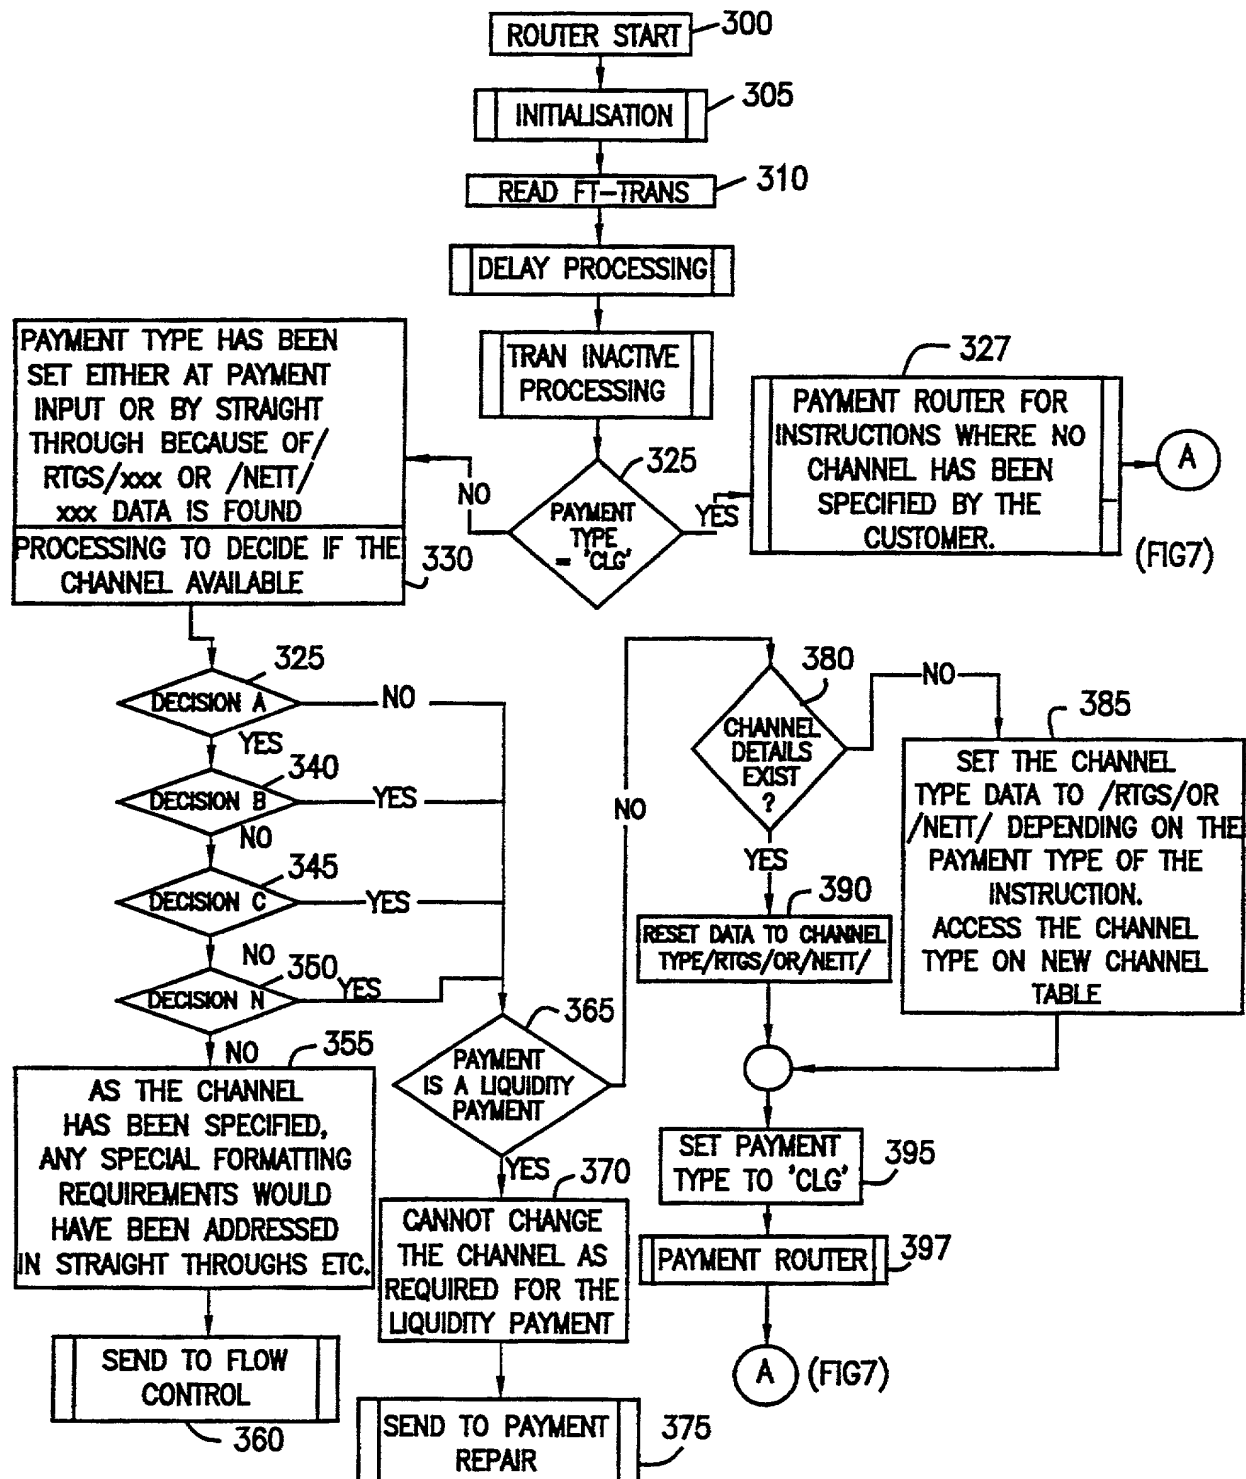 ROUTER START
300
INITIALISATION
305
READ FT-TRANS
310
DELAY PROCESSING
TRAN INACTIVE
PROCESSING
PAYMENT TYPE HAS BEEN
SET EITHER AT PAYMENT
INPUT OR BY STRAIGHT
THROUGH BECAUSE OF/
RTGS/xxx OR /NETT/
xxx DATA IS FOUND
PROCESSING TO DECIDE IF THE
CHANNEL AVAILABLE
330
NO
325
PAYMENT
TYPE
= 'CLG'
YES
327
PAYMENT ROUTER FOR
INSTRUCTIONS WHERE NO
CHANNEL HAS BEEN
SPECIFIED BY THE
CUSTOMER.
A
(FIG7)
325
DECISION A
NO
YES
340
DECISION B
YES
NO
345
DECISION C
YES
NO
350
DECISION N
YES
NO
355
AS THE CHANNEL
HAS BEEN SPECIFIED,
ANY SPECIAL FORMATTING
REQUIREMENTS WOULD
HAVE BEEN ADDRESSED
IN STRAIGHT THROUGHS ETC.
SEND TO FLOW
CONTROL
360
365
PAYMENT
IS A LIQUIDITY
PAYMENT
NO
YES
370
CANNOT CHANGE
THE CHANNEL AS
REQUIRED FOR THE
LIQUIDITY PAYMENT
SEND TO PAYMENT
REPAIR
375
380
CHANNEL
DETAILS
EXIST
?
NO
YES
385
SET THE CHANNEL
TYPE DATA TO /RTGS/OR
/NETT/ DEPENDING ON THE
PAYMENT TYPE OF THE
INSTRUCTION.
ACCESS THE CHANNEL
TYPE ON NEW CHANNEL
TABLE
390
RESET DATA TO CHANNEL
TYPE/RTGS/OR/NETT/
SET PAYMENT
TYPE TO 'CLG'
395
PAYMENT ROUTER
397
A
(FIG7)